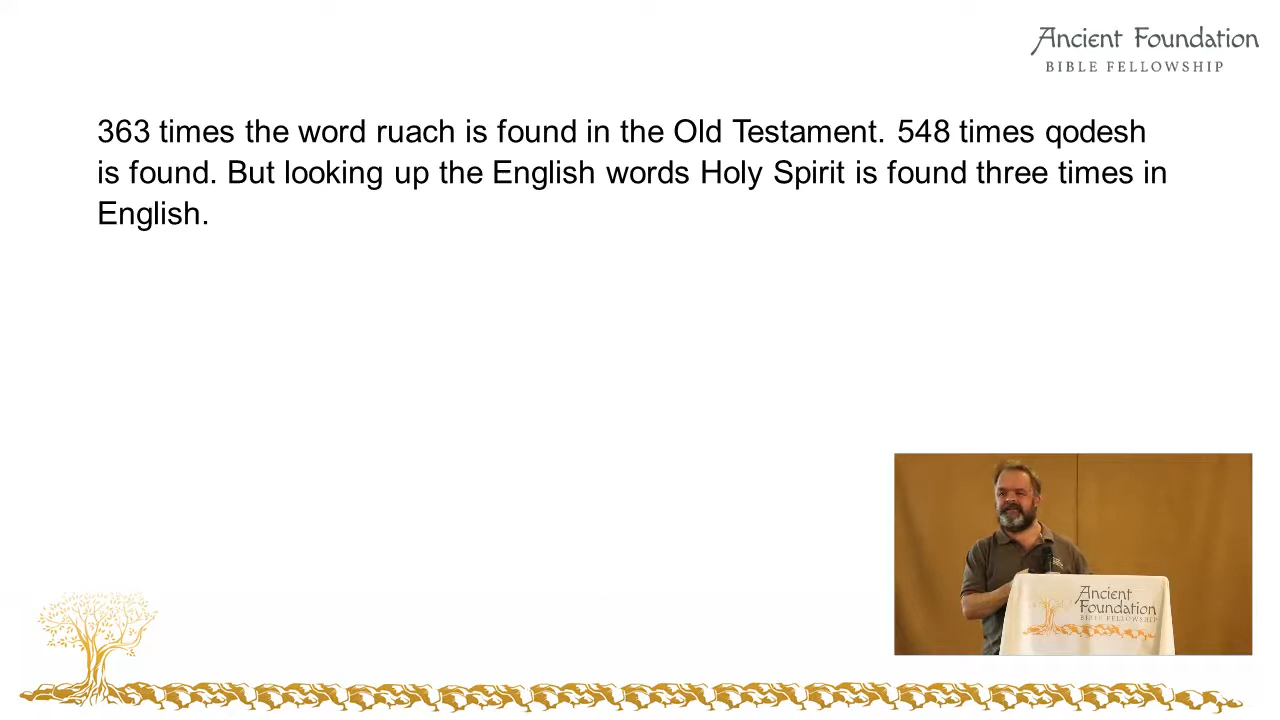 Ancient Foundation
BIBLE FELLOWSHIP
363 times the word ruach is found in the Old Testament. 548 times qodesh
is found. But looking up the English words Holy Spirit is found three times in
English.
Ancient
Foundation
BIBLE FELLOWSHIP